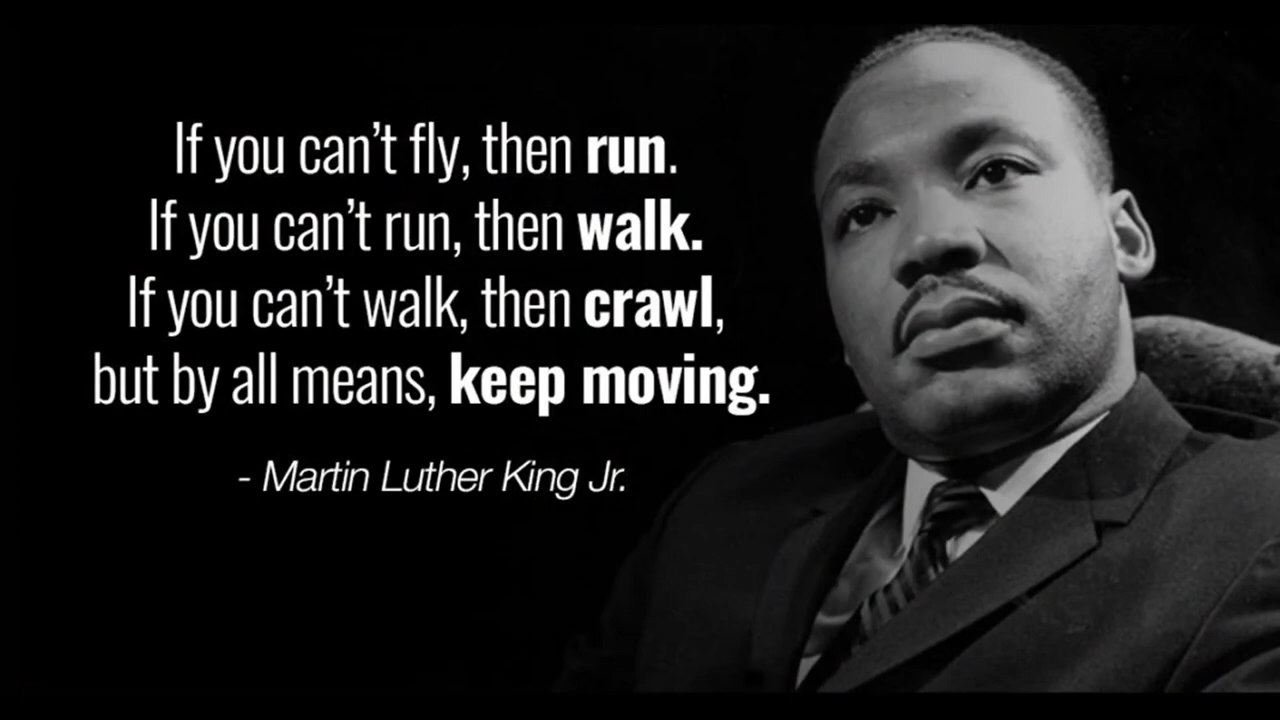 If you can’t fly, then run.
If you can’t run, then walk.
If you can’t walk, then crawl,
but by all means, keep moving.
- Martin Luther King Jr.